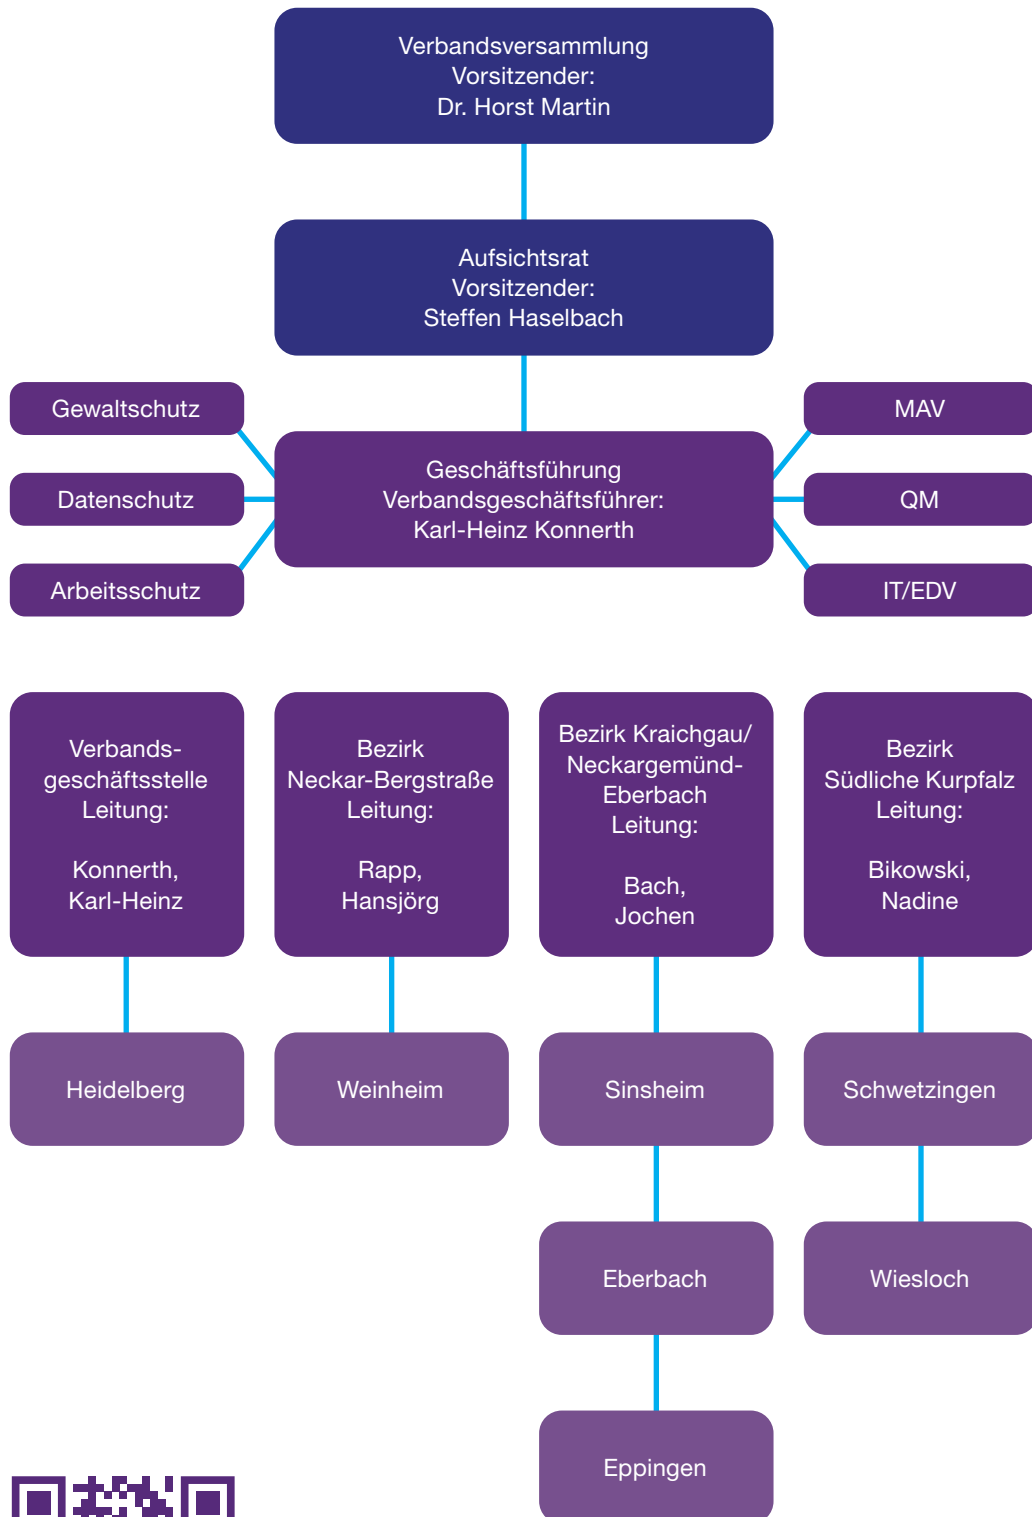 Verbandsversammlung
Vorsitzender:
Dr. Horst Martin
Aufsichtsrat
Vorsitzender:
Steffen Haselbach
Gewaltschutz
Datenschutz
Arbeitsschutz
Geschäftsführung
Verbandsgeschäftsführer:
Karl-Heinz Konnerth
MAV
QM
IT/EDV
Verbands-
geschäftsstelle
Leitung:
Konnerth,
Karl-Heinz
Heidelberg
Bezirk
Neckar-Bergstraße
Leitung:
Rapp,
Hansjörg
Weinheim
Bezirk Kraichgau/
Neckargemünd-
Eberbach
Leitung:
Bach,
Jochen
Sinsheim
Eberbach
Eppingen
Bezirk
Südliche Kurpfalz
Leitung:
Bikowski,
Nadine
Schwetzingen
Wiesloch